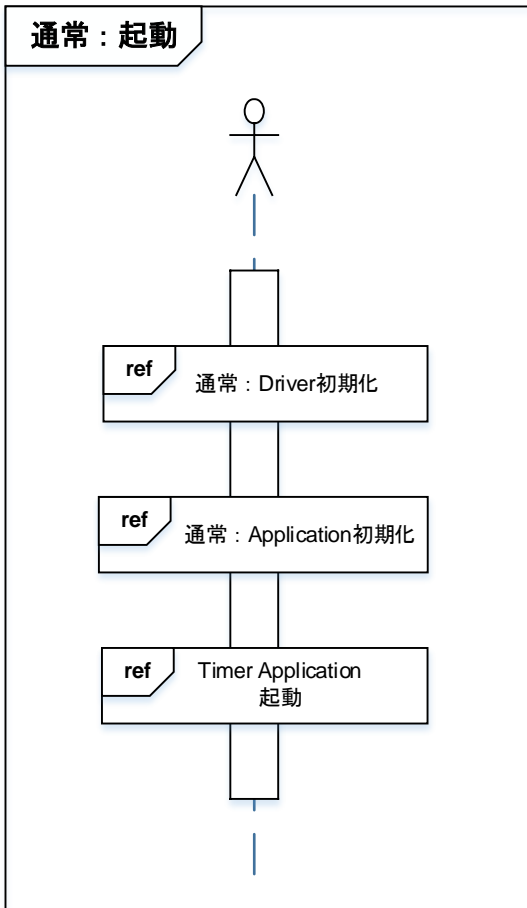 通常：起動
ref
通常：Driver初期化
ref
通常：Application初期化
ref
Timer Application
起動